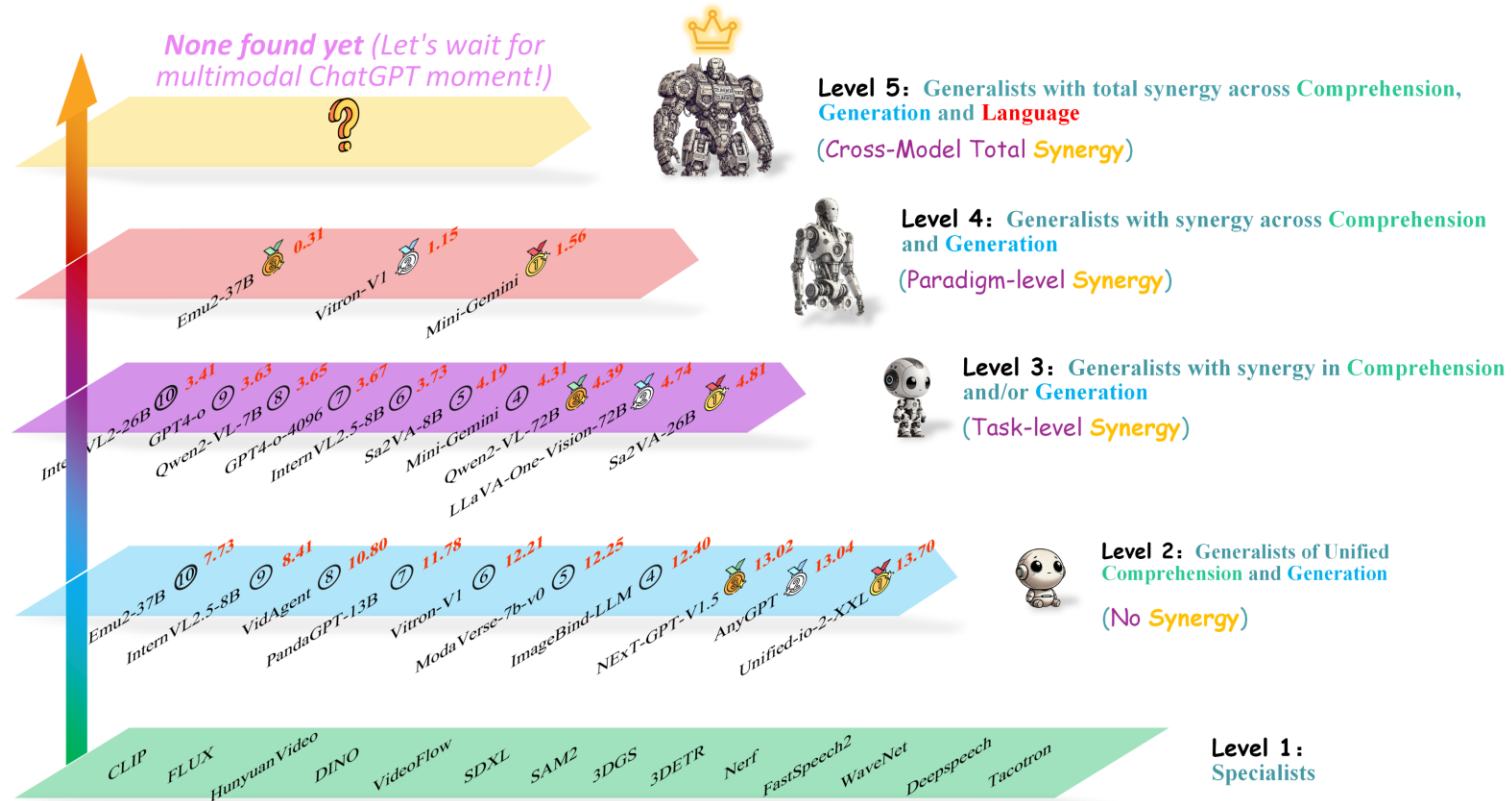 None found yet (Let's wait for
multimodal ChatGPT moment!)
Level 5: Generalists with total synergy across Comprehension,
Generation and Language
(Cross-Model Total Synergy)
Level 4: Generalists with synergy across Comprehension
and Generation
(Paradigm-level Synergy)
Emu2-37B 0.31
Vitron-V1 2 1.15
Mini-Gemini 1 1.56
Level 3: Generalists with synergy in Comprehension
and/or Generation
(Task-level Synergy)
InternVL2-26B 10 3.41
GPT4-o 9 3.63
Qwen2-VL-7B 8 3.65
GPT4-o-4096 7 3.67
InternVL2.5-8B 6 3.73
Sa2VA-8B 5 4.19
Mini-Gemini 4 4.31
Qwen2-VL-72B 3 4.39
LLaVA-One-Vision-72B 2 4.74
Sa2VA-26B 1 4.81
Level 2: Generalists of Unified
Comprehension and Generation
(No Synergy)
Emu2-37B 10 7.73
InternVL2.5-8B 9 8.41
VidAgent 8 10.80
PandaGPT-13B 7 11.78
Vitron-V1 6 12.21
ModaVerse-7b-v0 5 12.25
ImageBind-LLM 4 12.40
NExT-GPT-V1.5 3 13.02
AnyGPT 2 13.04
Unified-io-2-XXL 1 13.70
Level 1:
Specialists
CLIP
FLUX
HunyuanVideo
DINO
VideoFlow
SDXL
SAM2
3DGS
3DETR
Nerf
FastSpeech2
WaveNet
Deepspeech
Tacotron